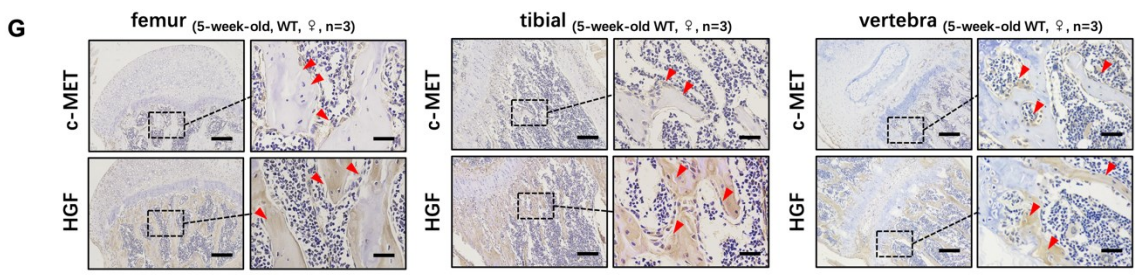 G
femur (5-week-old, WT, ♀, n=3)
tibial (5-week-old WT, ♀, n=3)
vertebra (5-week-old WT, ♀, n=3)
c-MET
c-MET
c-MET
HGF
HGF
HGF